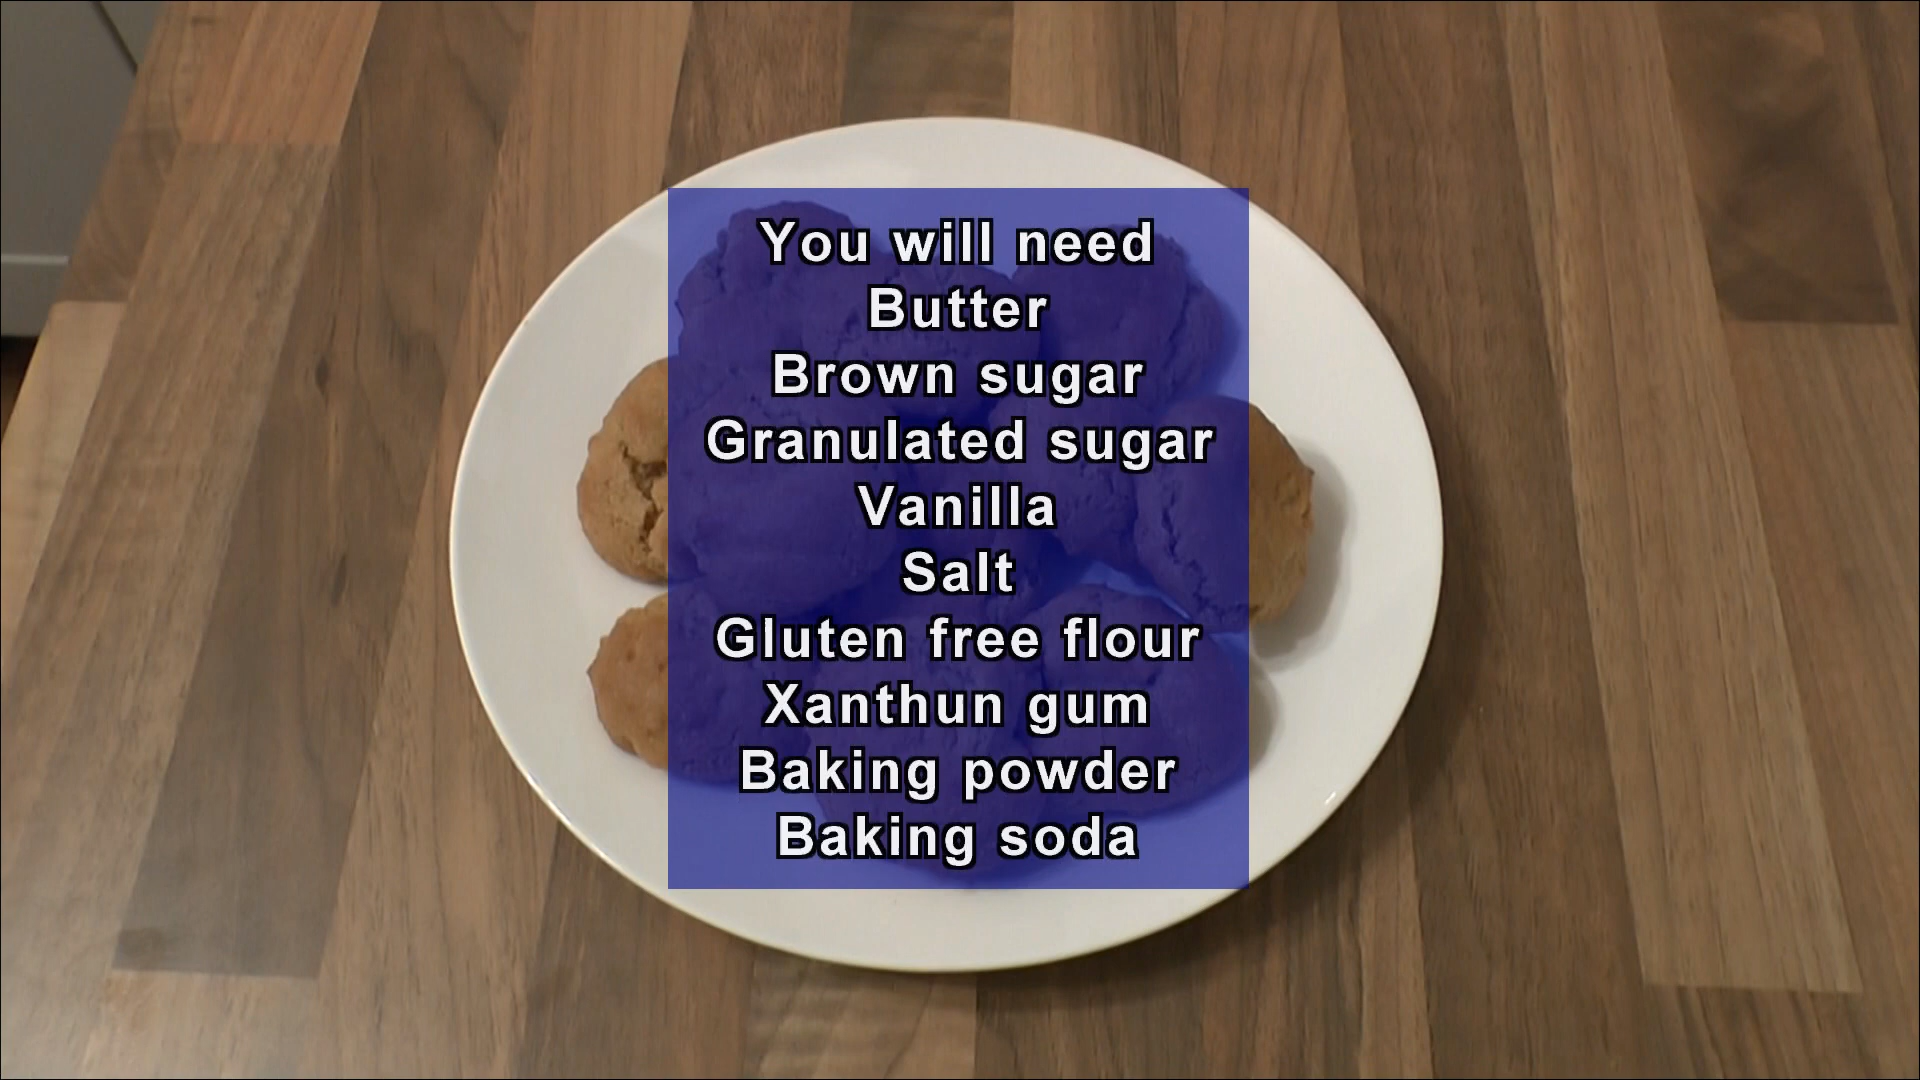 You will need
Butter
Brown sugar
Granulated sugar
Vanilla
Salt
Gluten free flour
Xanthun gum
Baking powder
Baking soda